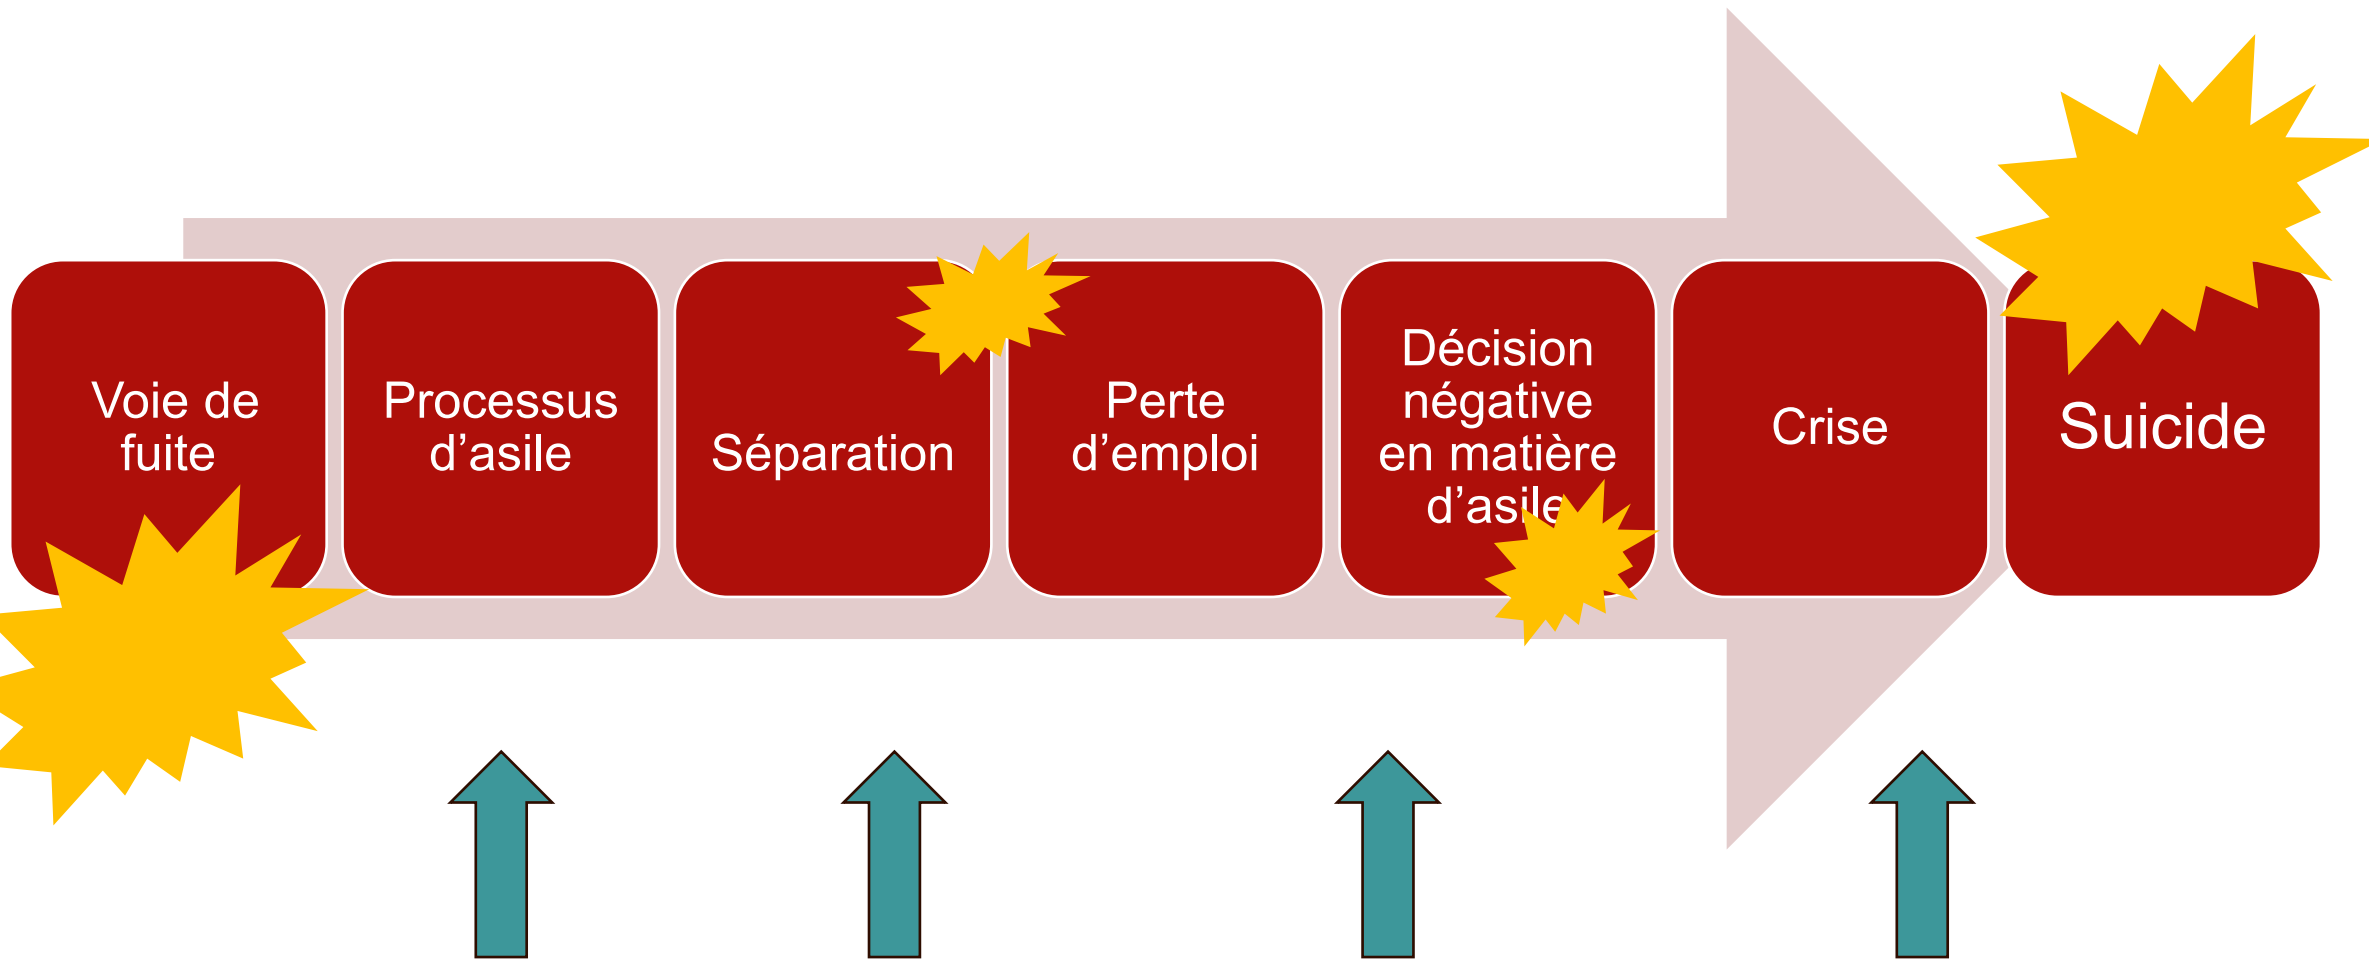 Voie de
fuite
Processus
d’asile
Séparation
Perte
d’emploi
Décision
négative
en matière
d’asile
Crise
Suicide